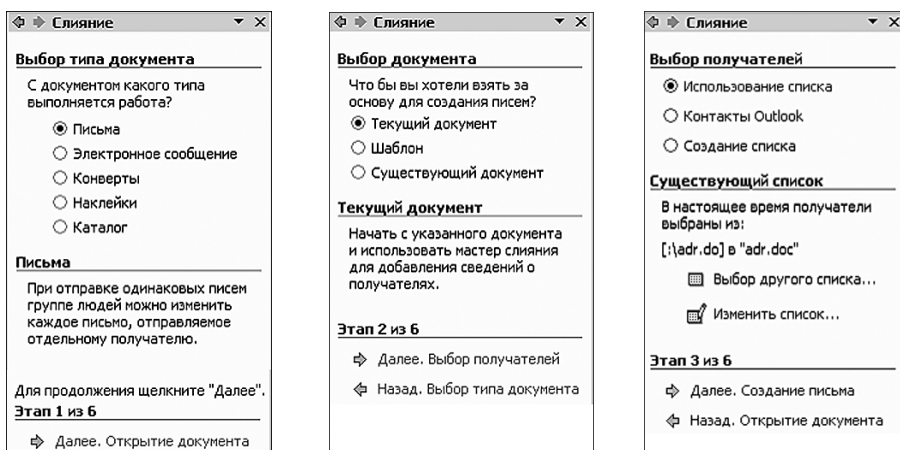 Слияние
Выбор типа документа
С документом какого типа
выполняется работа?
Письма
Электронное сообщение
Конверты
Наклейки
Каталог
Письма
При отправке одинаковых писем
группе людей можно изменить
каждое письмо, отправляемое
отдельному получателю.
Для продолжения щелкните "Далее".
Этап 1 из 6
Далее. Открытие документа
Слияние
Выбор документа
Что бы вы хотели взять за
основу для создания писем?
Текущий документ
Шаблон
Существующий документ
Текущий документ
Начать с указанного документа
и использовать мастер слияния
для добавления сведений о
получателях.
Этап 2 из 6
Далее. Выбор получателей
Назад. Выбор типа документа
Слияние
Выбор получателей
Использование списка
Контакты Outlook
Создание списка
Существующий список
В настоящее время получатели
выбраны из:
[:\adr.do] в "adr.doc"
Выбор другого списка...
Изменить список...
Этап 3 из 6
Далее. Создание письма
Назад. Открытие документа